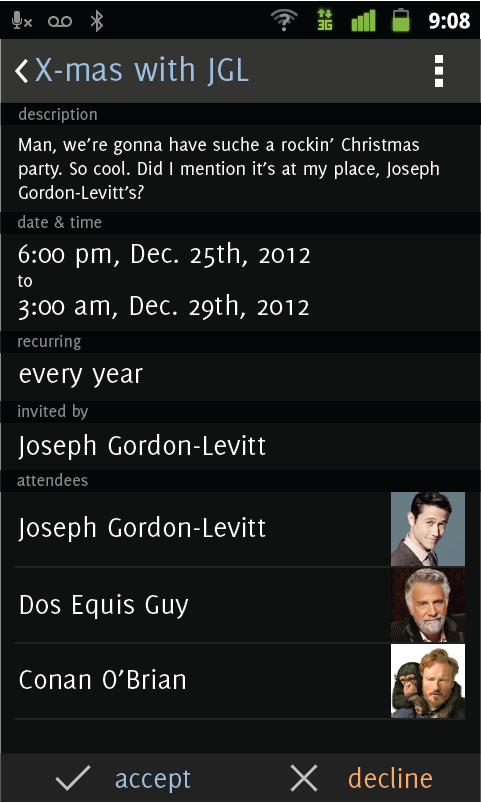 3G 9:08
X-mas with JGL
description
Man, we’re gonna have suche a rockin’ Christmas
party. So cool. Did I mention it’s at my place, Joseph
Gordon-Levitt’s?
date & time
6:00 pm, Dec. 25th, 2012
to
3:00 am, Dec. 29th, 2012
recurring
every year
invited by
Joseph Gordon-Levitt
attendees
Joseph Gordon-Levitt
Dos Equis Guy
Conan O’Brian
accept decline